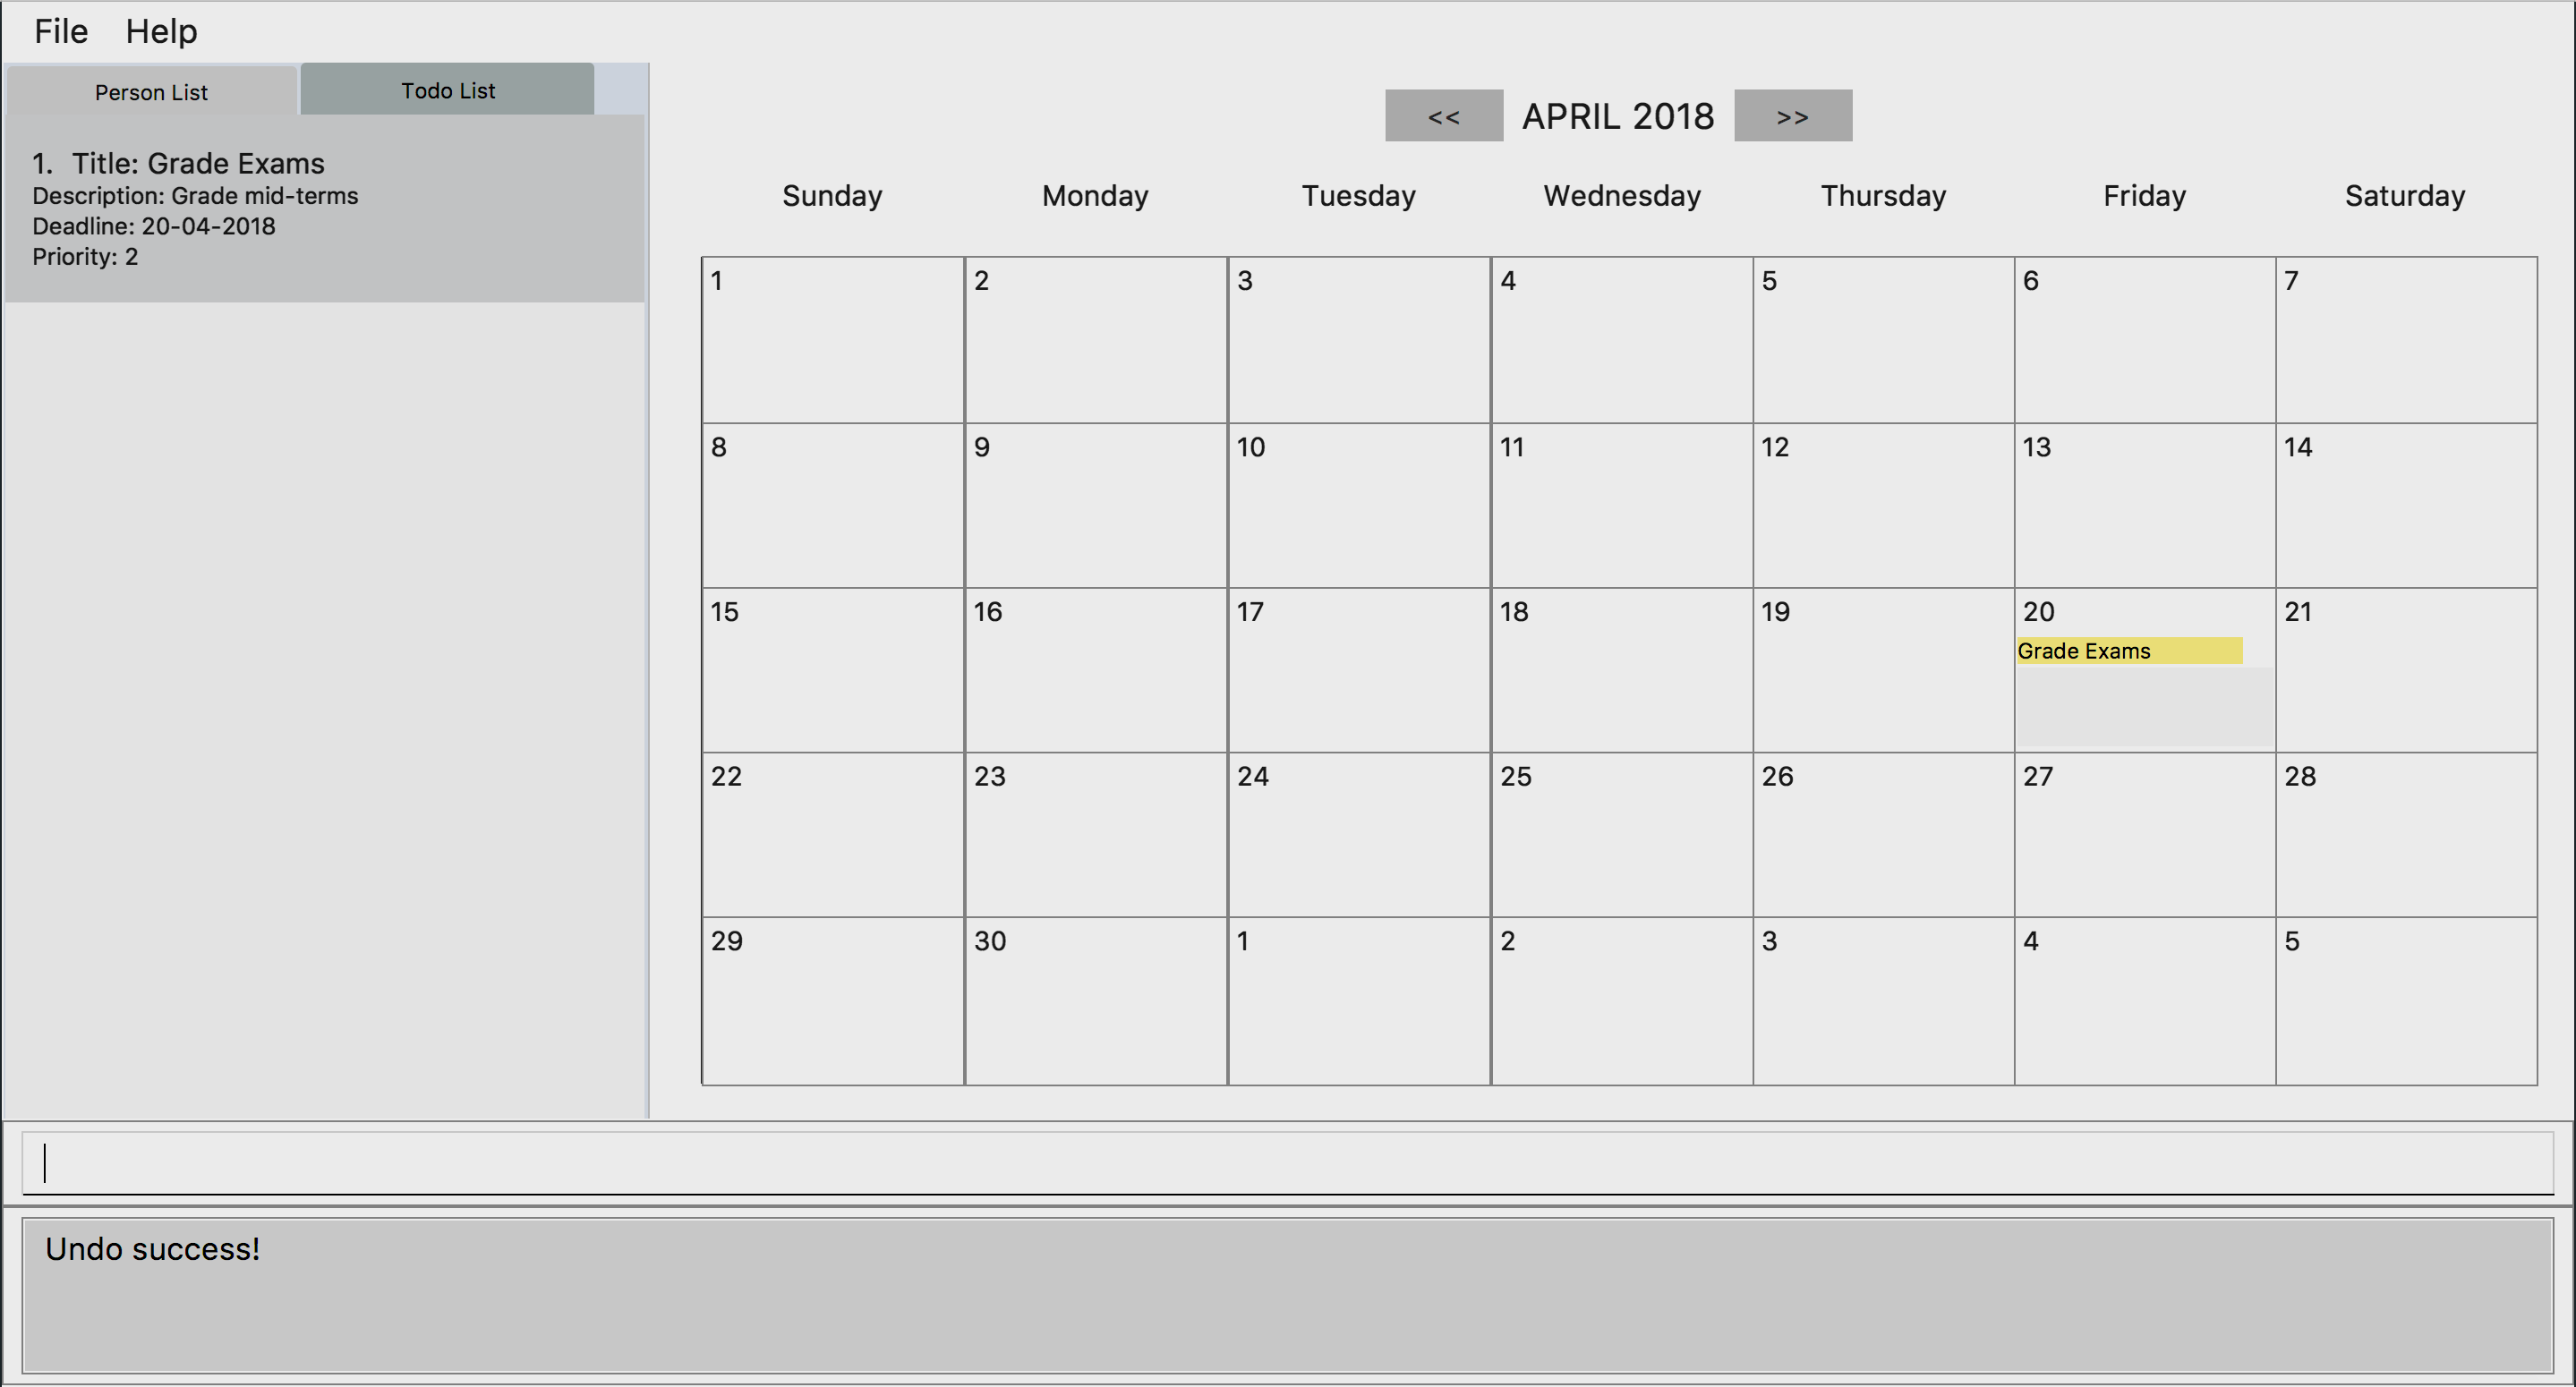 File Help
Person List Todo List
1. Title: Grade Exams
Description: Grade mid-terms
Deadline: 20-04-2018
Priority: 2
<< APRIL 2018 >>
Sunday Monday Tuesday Wednesday Thursday Friday Saturday
1 2 3 4 5 6 7
8 9 10 11 12 13 14
15 16 17 18 19 20 21
Grade Exams
22 23 24 25 26 27 28
29 30 1 2 3 4 5
Undo success!